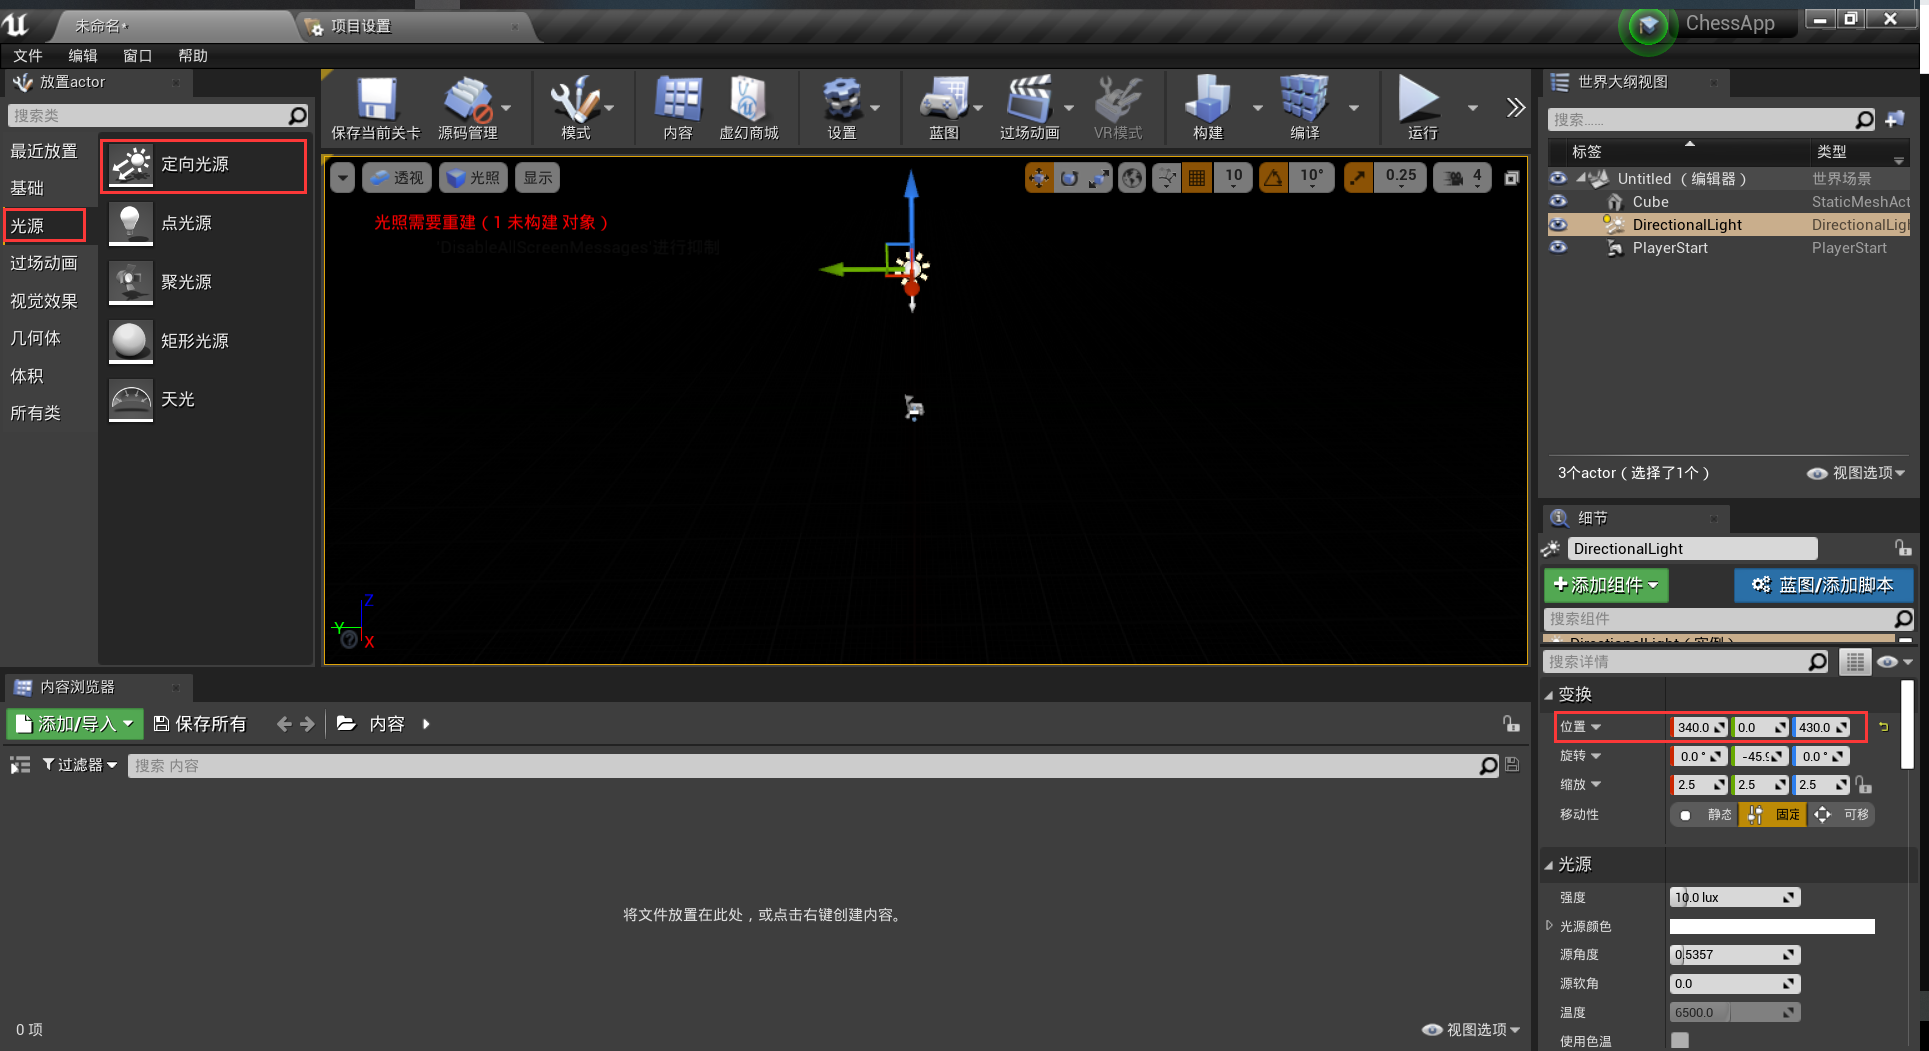 未命名*
项目设置
ChessApp
文件 编辑 窗口 帮助
放置actor
搜索类
最近放置
基础
光源
过场动画
视觉效果
几何体
体积
所有类
定向光源
点光源
聚光源
矩形光源
天光
保存当前关卡 源码管理 模式 内容 虚幻商城 设置 蓝图 过场动画 VR模式 构建 编译 运行
透视 光照 显示
10 10° 0.25 4
光照需要重建 ( 1 未构建 对象 )
'DisableAllScreenMessages'进行抑制
Z
Y
X
世界大纲视图
搜索......
标签 类型
Untitled （编辑器） 世界场景
Cube StaticMeshAct
DirectionalLight DirectionalLigh
PlayerStart PlayerStart
3个actor（选择了1个） 视图选项
细节
DirectionalLight
添加组件 蓝图/添加脚本
搜索组件
DirectionalLight（实例）
搜索详情
变换
位置 340.0 0.0 430.0
旋转 0.0 ° -45.9 0.0 °
缩放 2.5 2.5 2.5
移动性 静态 固定 可移
光源
强度 10.0 lux
光源颜色
源角度 0.5357
源软角 0.0
温度 6500.0
使用色温
内容浏览器
添加/导入 保存所有 内容
过滤器 搜索 内容
将文件放置在此处，或点击右键创建内容。
0 项 视图选项